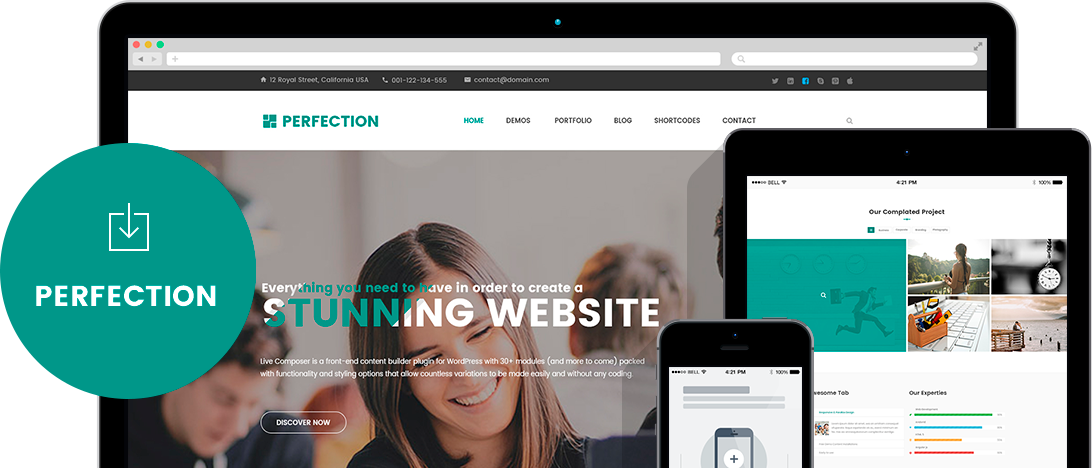 12 Royal Street, California USA
001-122-134-555
contact@domain.com
PERFECTION
HOME
DEMOS
PORTFOLIO
BLOG
SHORTCODES
CONTACT
PERFECTION
Everything you need to have in order to create a
STUNNING WEBSITE
Live Composer is a front-end content builder plugin for WordPress with 30+ modules (and more to come) packed
with functionality and styling options that allow countless variations to be made easily and without any coding
DISCOVER NOW
BELL
4:21 PM
100%
Our Complated Project
Branding
Photography
wesome Tab
Our Experties
BELL
4:21 PM
100%